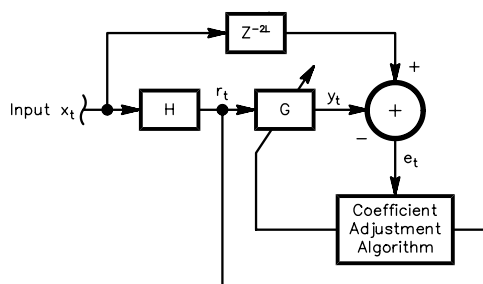 Z⁻²ᴸ
+
Input xₜ
H
rₜ
G
yₜ
+
−
eₜ
Coefficient
Adjustment
Algorithm